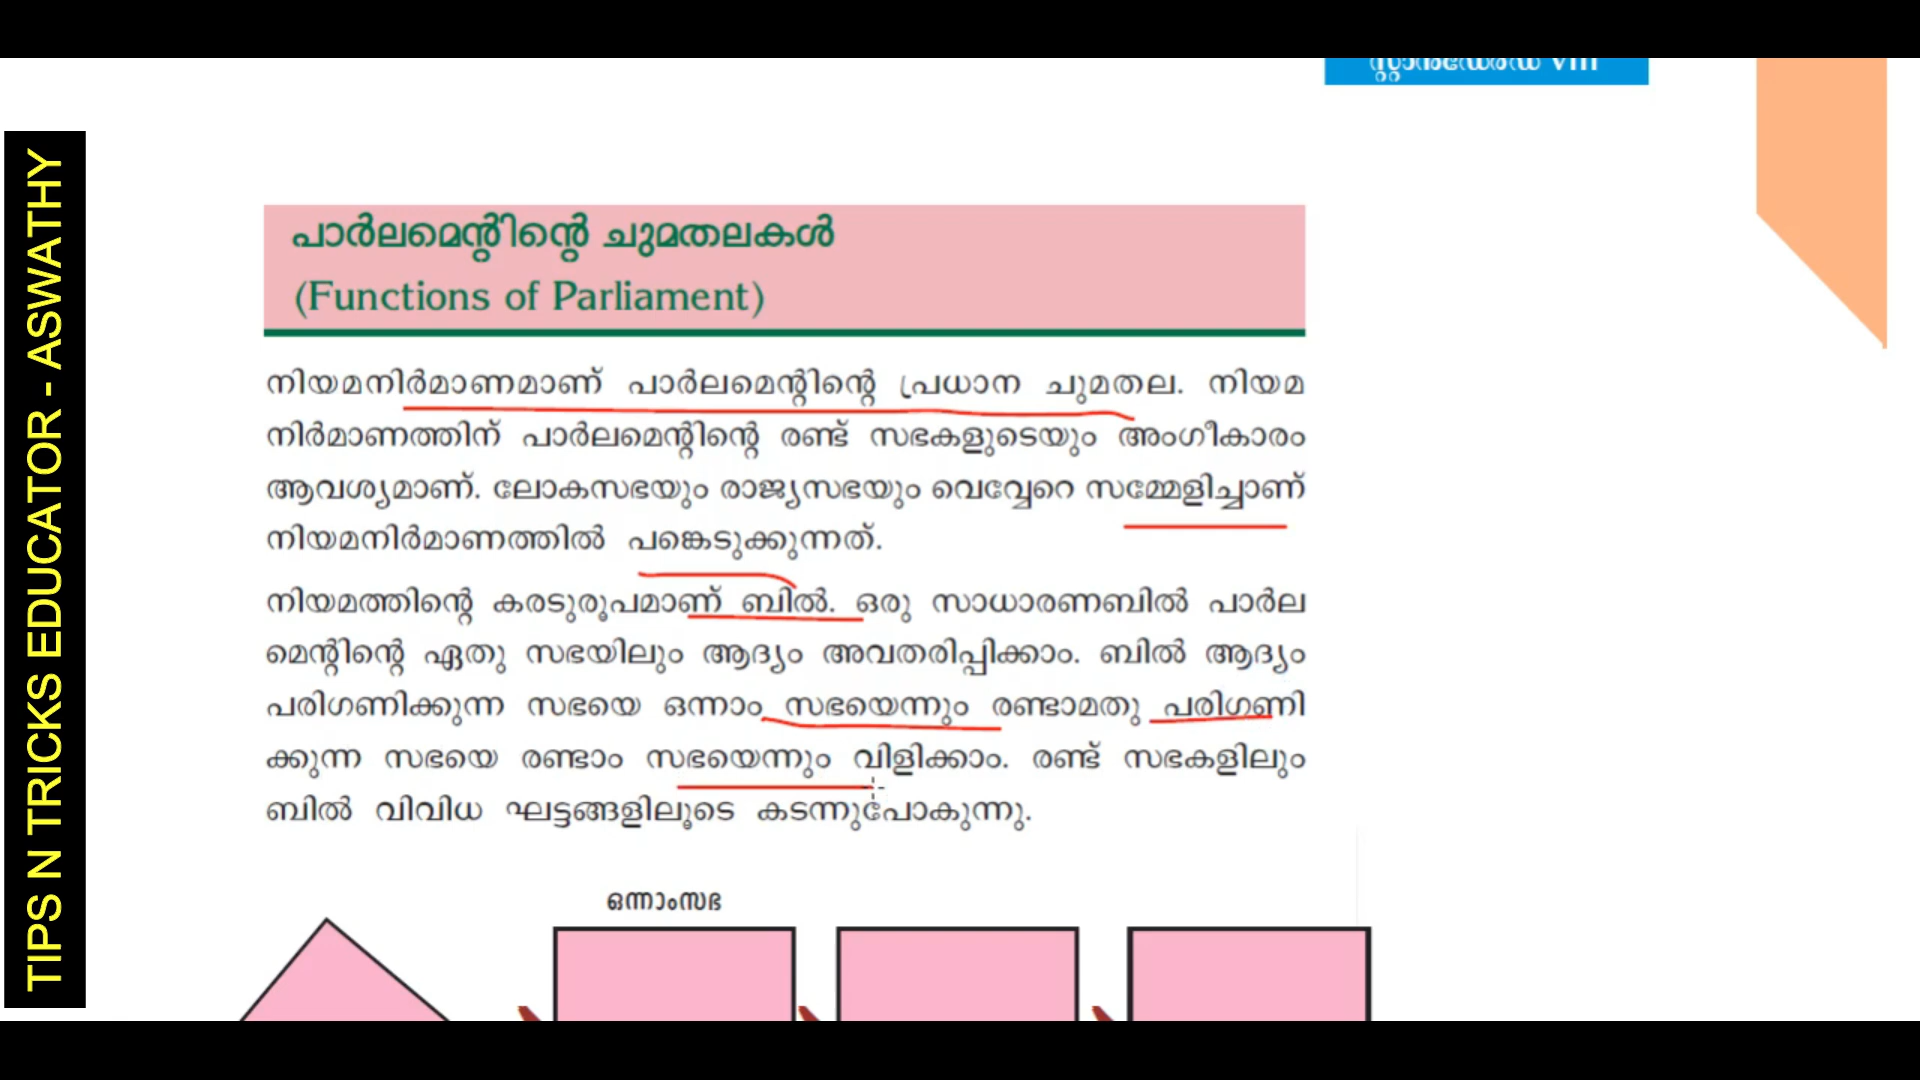 സ്റ്റാൻഡേർഡ് VIII
TIPS N TRICKS EDUCATOR - ASWATHY
പാർലമെന്റിന്റെ ചുമതലകൾ
(Functions of Parliament)
നിയമനിർമാണമാണ് പാർലമെന്റിന്റെ പ്രധാന ചുമതല. നിയമ
നിർമാണത്തിന് പാർലമെന്റിന്റെ രണ്ട് സഭകളുടെയും അംഗീകാരം
ആവശ്യമാണ്. ലോകസഭയും രാജ്യസഭയും വെവ്വേറെ സമ്മേളിച്ചാണ്
നിയമനിർമാണത്തിൽ പങ്കെടുക്കുന്നത്.
നിയമത്തിന്റെ കരടുരൂപമാണ് ബിൽ. ഒരു സാധാരണബിൽ പാർല
മെന്റിന്റെ ഏതു സഭയിലും ആദ്യം അവതരിപ്പിക്കാം. ബിൽ ആദ്യം
പരിഗണിക്കുന്ന സഭയെ ഒന്നാം സഭയെന്നും രണ്ടാമതു പരിഗണി
ക്കുന്ന സഭയെ രണ്ടാം സഭയെന്നും വിളിക്കാം. രണ്ട് സഭകളിലും
ബിൽ വിവിധ ഘട്ടങ്ങളിലൂടെ കടന്നുപോകുന്നു.
ഒന്നാംസഭ